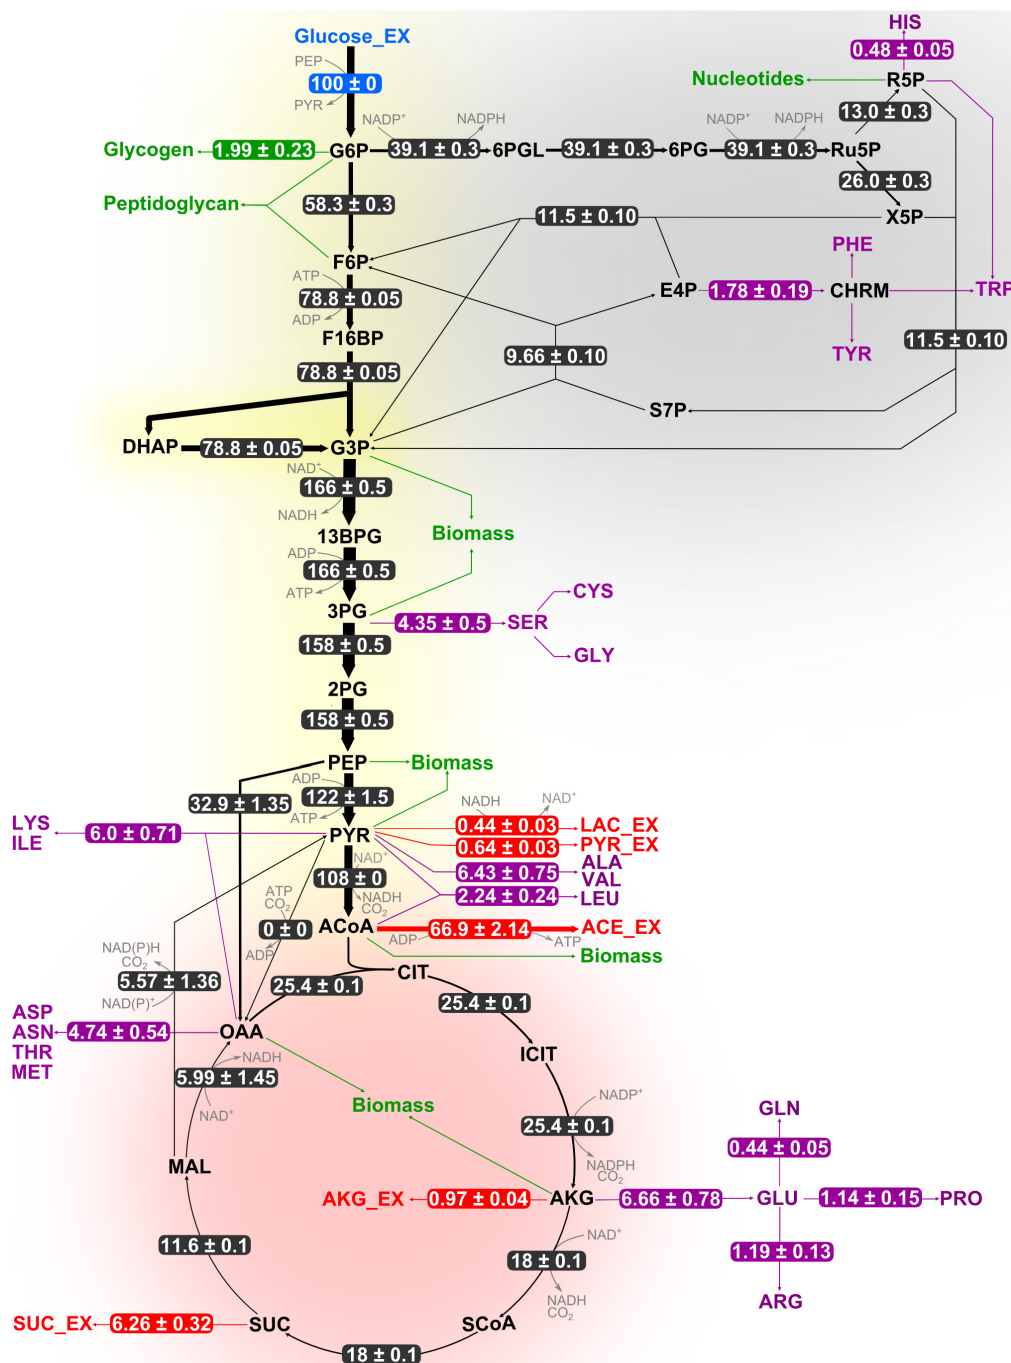 Glucose_EX
PEP
100 ± 0
PYR
HIS
0.48 ± 0.05
Nucleotides
R5P
13.0 ± 0.3
NADP⁺
NADPH
NADP⁺
NADPH
Glycogen
1.99 ± 0.23
G6P
39.1 ± 0.3
6PGL
39.1 ± 0.3
6PG
39.1 ± 0.3
Ru5P
26.0 ± 0.3
Peptidoglycan
58.3 ± 0.3
11.5 ± 0.10
X5P
F6P
PHE
ATP
78.8 ± 0.05
ADP
E4P
1.78 ± 0.19
CHRM
TRP
F16BP
9.66 ± 0.10
TYR
11.5 ± 0.10
78.8 ± 0.05
S7P
DHAP
78.8 ± 0.05
G3P
NAD⁺
166 ± 0.5
NADH
13BPG
Biomass
ADP
166 ± 0.5
ATP
3PG
4.35 ± 0.5
SER
CYS
GLY
158 ± 0.5
2PG
158 ± 0.5
PEP
Biomass
ADP
122 ± 1.5
ATP
32.9 ± 1.35
LYS
ILE
6.0 ± 0.71
PYR
NADH
NAD⁺
0.44 ± 0.03
LAC_EX
0.64 ± 0.03
PYR_EX
6.43 ± 0.75
ALA
VAL
2.24 ± 0.24
LEU
NAD⁺
108 ± 0
NADH
CO₂
ATP
CO₂
0 ± 0
ADP
ACoA
66.9 ± 2.14
ACE_EX
ADP
ATP
Biomass
NAD(P)H
CO₂
5.57 ± 1.36
NAD(P)⁺
25.4 ± 0.1
CIT
25.4 ± 0.1
ASP
ASN
THR
MET
4.74 ± 0.54
OAA
ICIT
NADH
5.99 ± 1.45
NAD⁺
Biomass
NADP⁺
25.4 ± 0.1
NADPH
CO₂
GLN
0.44 ± 0.05
MAL
AKG_EX
0.97 ± 0.04
AKG
6.66 ± 0.78
GLU
1.14 ± 0.15
PRO
11.6 ± 0.1
NAD⁺
18 ± 0.1
NADH
CO₂
1.19 ± 0.13
ARG
SUC_EX
6.26 ± 0.32
SUC
SCoA
18 ± 0.1